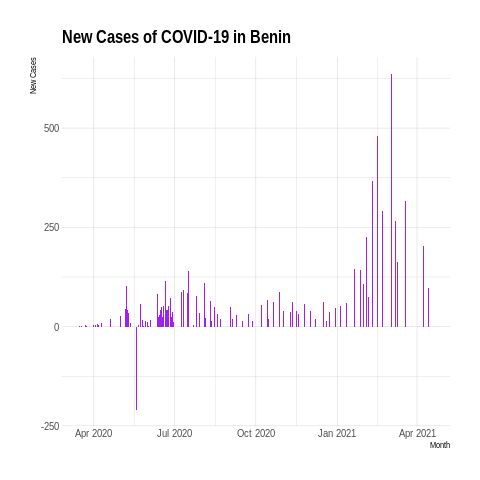 New Cases of COVID-19 in Benin
New Cases
500
250
0
-250
Apr 2020 Jul 2020 Oct 2020 Jan 2021 Apr 2021
Month